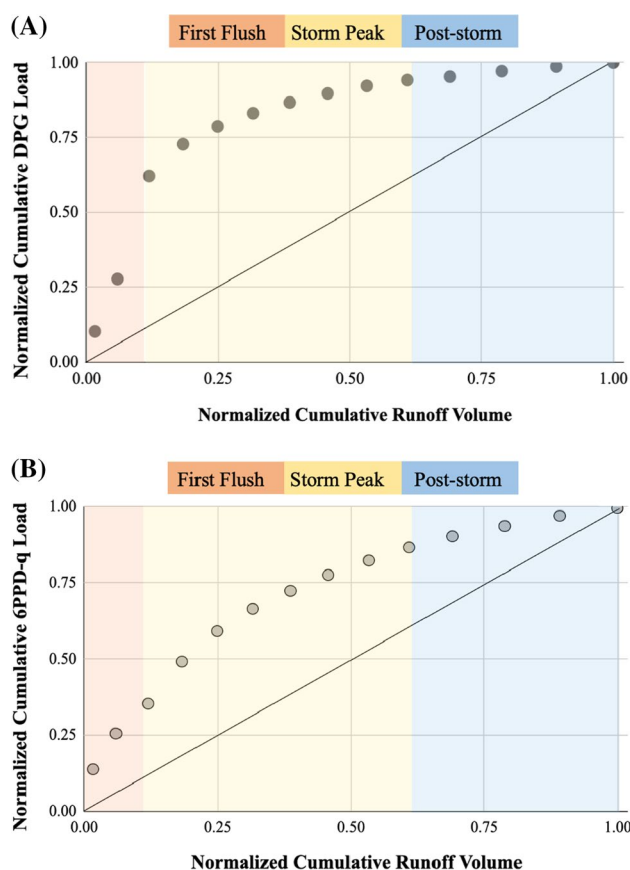 (A)
First Flush Storm Peak Post-storm
Normalized Cumulative DPG Load
1.00
0.75
0.50
0.25
0.00
0.00 0.25 0.50 0.75 1.00
Normalized Cumulative Runoff Volume
(B)
First Flush Storm Peak Post-storm
Normalized Cumulative 6PPD-q Load
1.00
0.75
0.50
0.25
0.00
0.00 0.25 0.50 0.75 1.00
Normalized Cumulative Runoff Volume